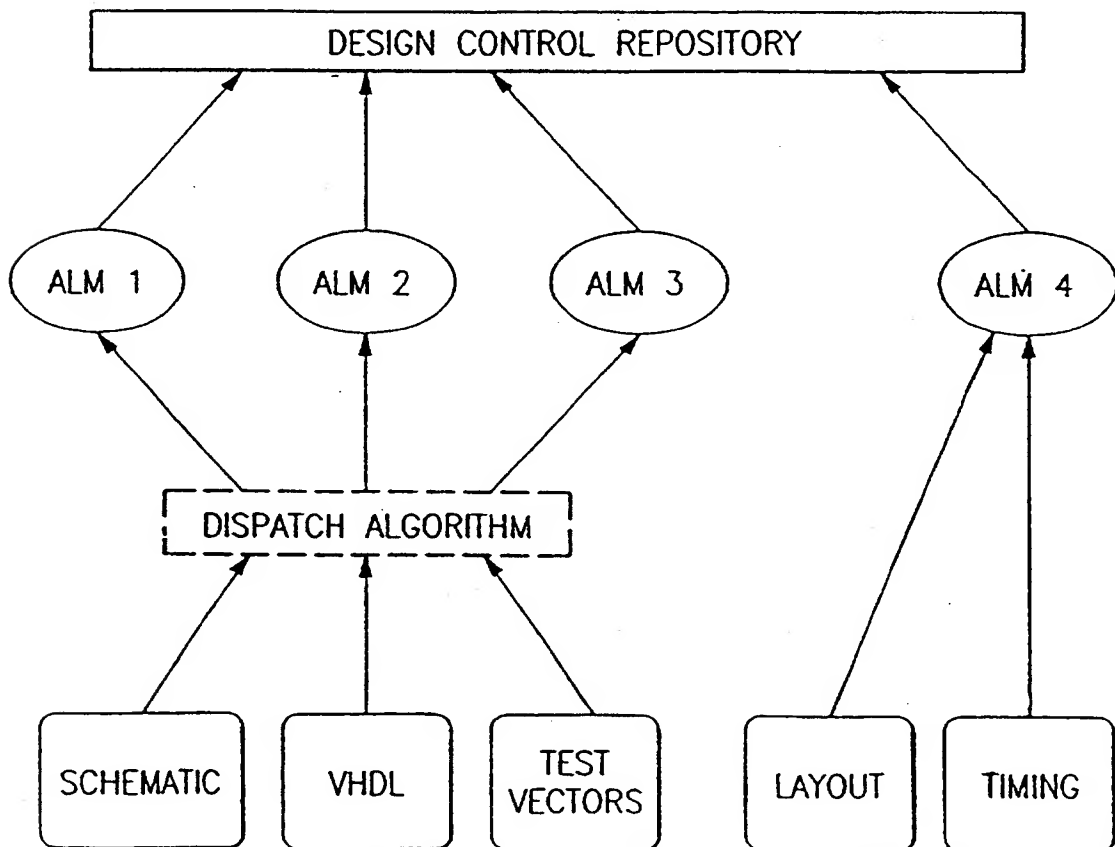 DESIGN CONTROL REPOSITORY
ALM 1
ALM 2
ALM 3
ALM 4
DISPATCH ALGORITHM
SCHEMATIC
VHDL
TEST
VECTORS
LAYOUT
TIMING